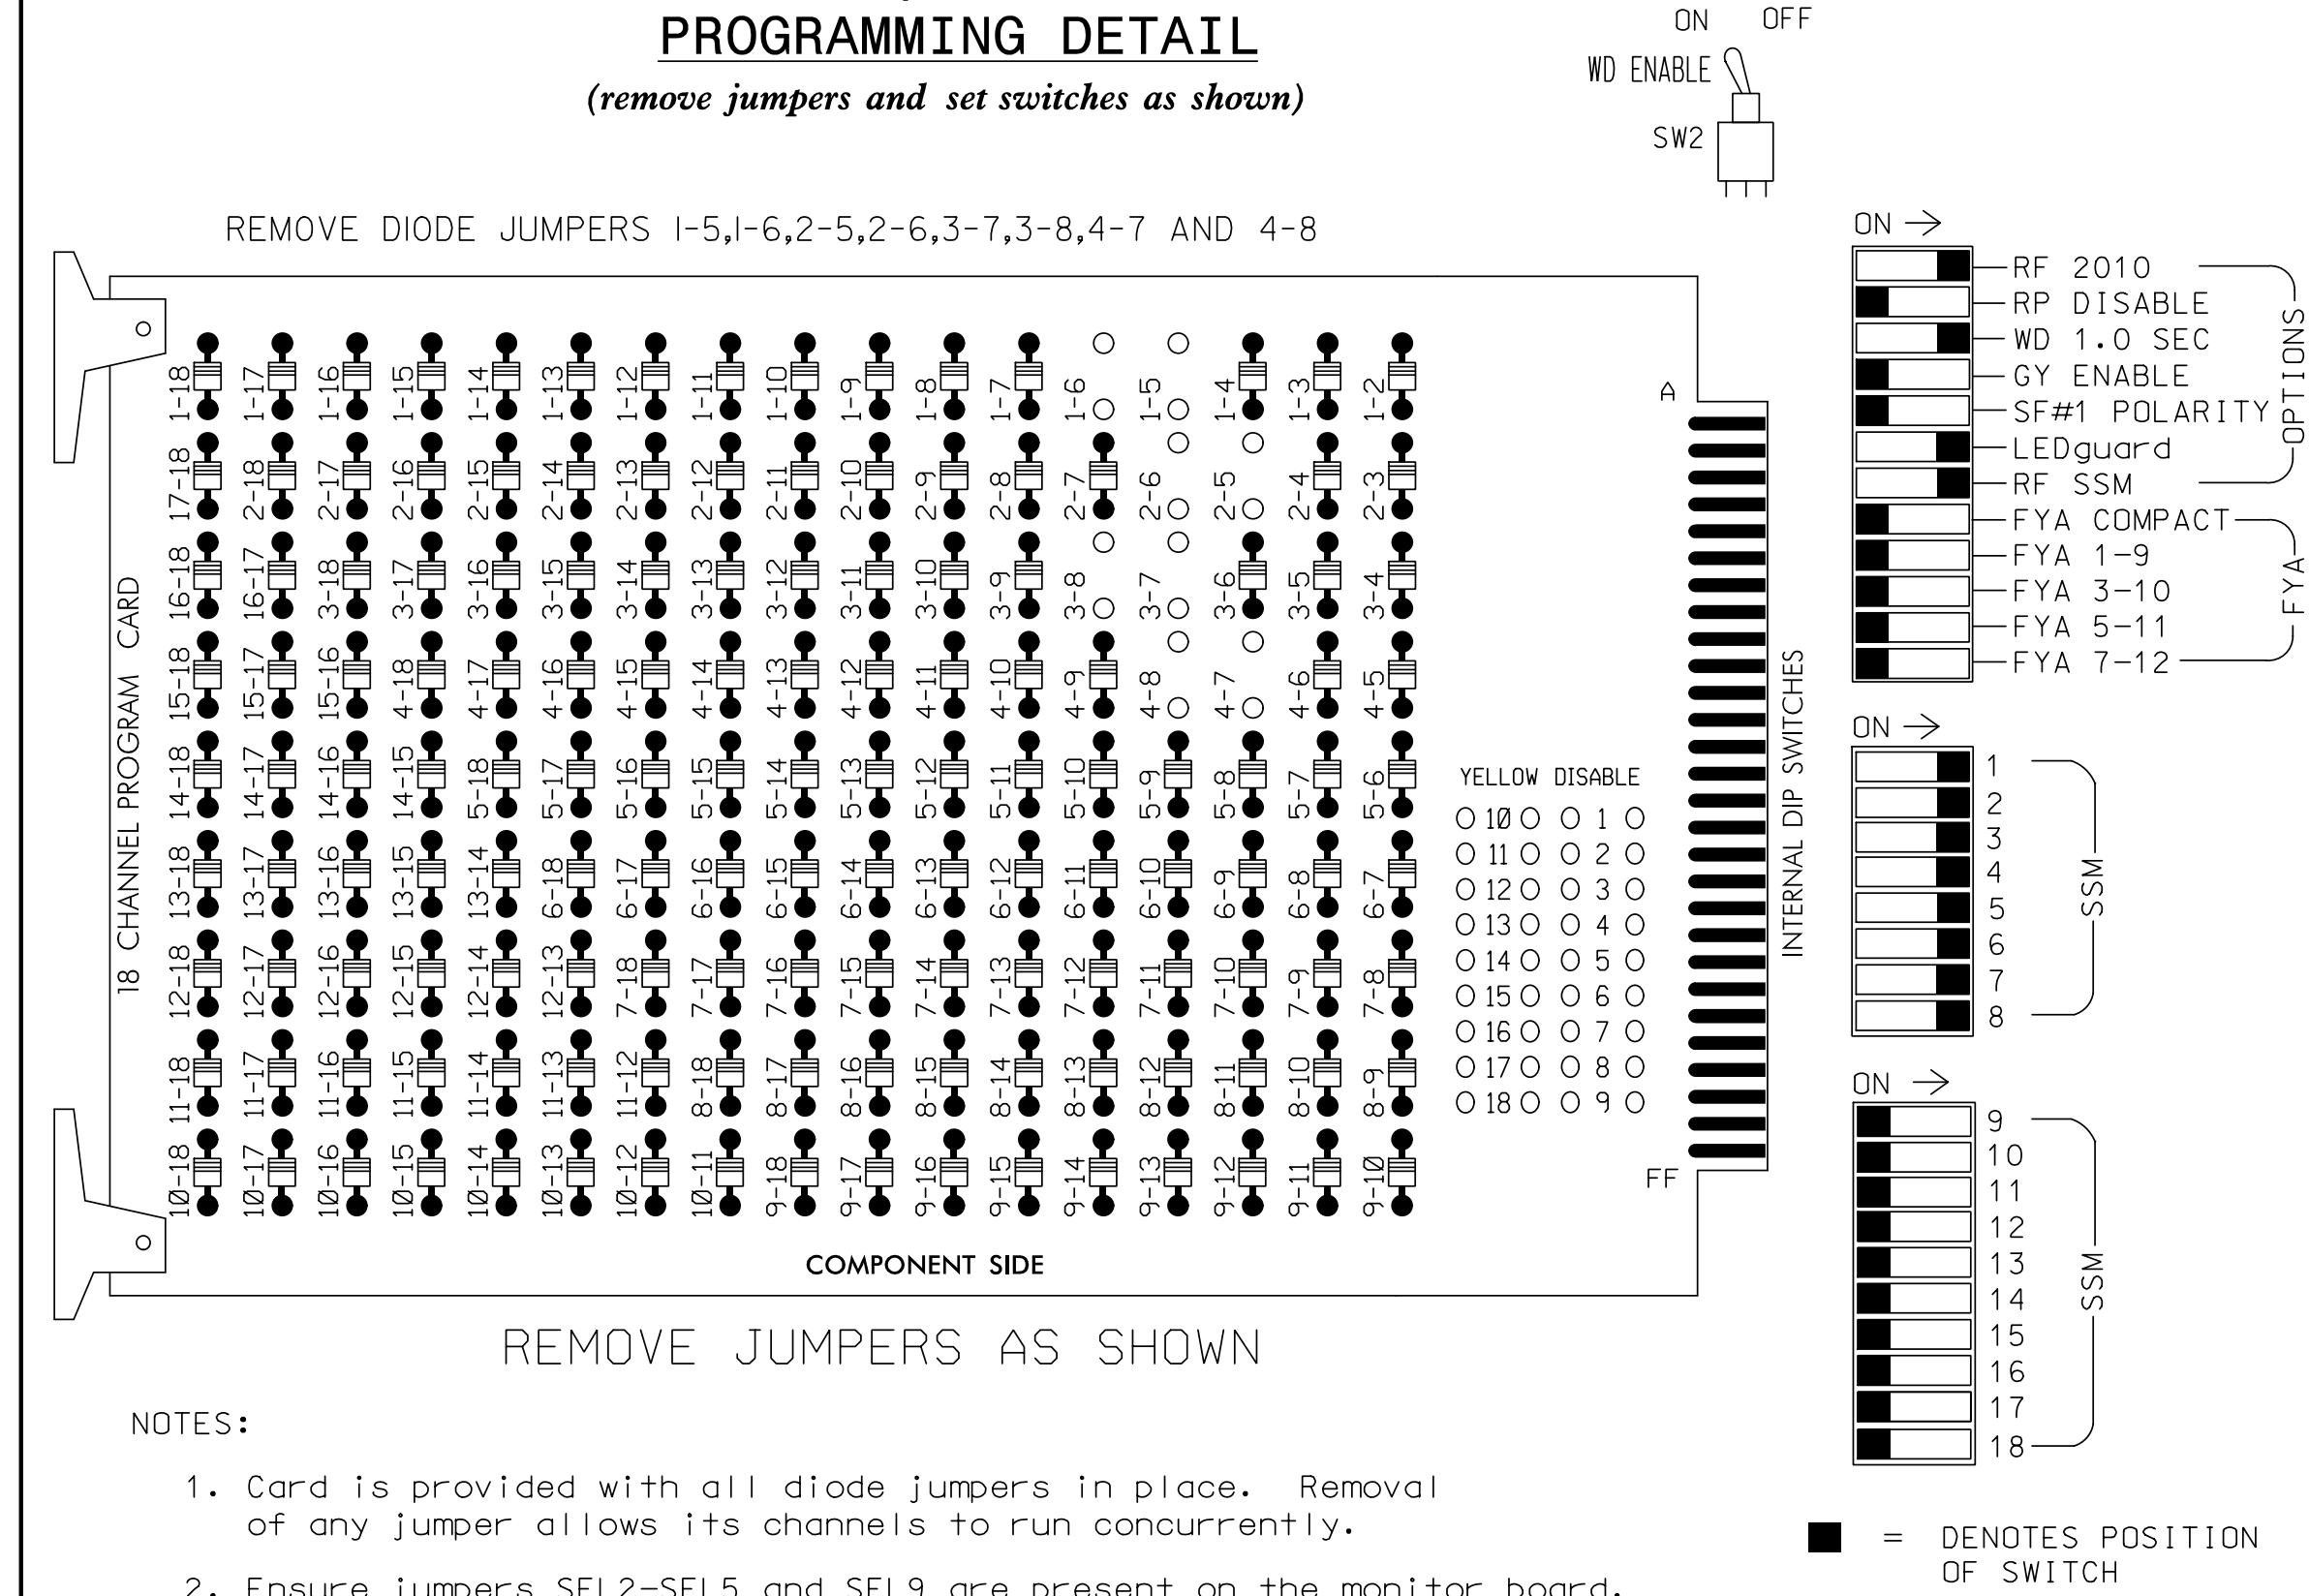 PROGRAMMING DETAIL
(remove jumpers and set switches as shown)
ON OFF
WD ENABLE
SW2
REMOVE DIODE JUMPERS 1-5,1-6,2-5,2-6,3-7,3-8,4-7 AND 4-8
18 CHANNEL PROGRAM CARD
1-18 1-17 1-16 1-15 1-14 1-13 1-12 1-11 1-10 1-9 1-8 1-7 1-6 1-5 1-4 1-3 1-2
17-18 2-18 2-17 2-16 2-15 2-14 2-13 2-12 2-11 2-10 2-9 2-8 2-7 2-6 2-5 2-4 2-3
16-18 16-17 3-18 3-17 3-16 3-15 3-14 3-13 3-12 3-11 3-10 3-9 3-8 3-7 3-6 3-5 3-4
15-18 15-17 15-16 4-18 4-17 4-16 4-15 4-14 4-13 4-12 4-11 4-10 4-9 4-8 4-7 4-6 4-5
14-18 14-17 14-16 14-15 5-18 5-17 5-16 5-15 5-14 5-13 5-12 5-11 5-10 5-9 5-8 5-7 5-6
13-18 13-17 13-16 13-15 13-14 6-18 6-17 6-16 6-15 6-14 6-13 6-12 6-11 6-10 6-9 6-8 6-7
12-18 12-17 12-16 12-15 12-14 12-13 7-18 7-17 7-16 7-15 7-14 7-13 7-12 7-11 7-10 7-9 7-8
11-18 11-17 11-16 11-15 11-14 11-13 11-12 8-18 8-17 8-16 8-15 8-14 8-13 8-12 8-11 8-10 8-9
10-18 10-17 10-16 10-15 10-14 10-13 10-12 10-11 9-18 9-17 9-16 9-15 9-14 9-13 9-12 9-11 9-10
A
YELLOW DISABLE
10 1
11 2
12 3
13 4
14 5
15 6
16 7
17 8
18 9
FF
COMPONENT SIDE
INTERNAL DIP SWITCHES
ON →
RF 2010
RP DISABLE
WD 1.0 SEC
GY ENABLE
SF#1 POLARITY
LEDguard
RF SSM
OPTIONS
FYA COMPACT
FYA 1-9
FYA 3-10
FYA 5-11
FYA 7-12
FYA
ON →
1
2
3
4
5
6
7
8
SSM
ON →
9
10
11
12
13
14
15
16
17
18
SSM
REMOVE JUMPERS AS SHOWN
NOTES:
1. Card is provided with all diode jumpers in place. Removal
of any jumper allows its channels to run concurrently.
2. Ensure jumpers SEL2-SEL5 and SEL9 are present on the monitor board.
= DENOTES POSITION
OF SWITCH